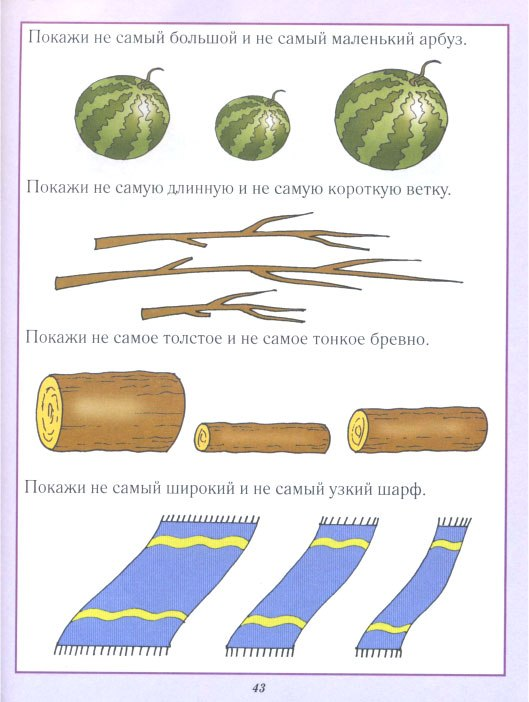 Покажи не самый большой и не самый маленький арбуз.
Покажи не самую длинную и не самую короткую ветку.
Покажи не самое толстое и не самое тонкое бревно.
Покажи не самый широкий и не самый узкий шарф.
43